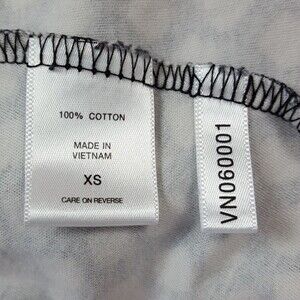 100% COTTON
MADE IN
VIETNAM
XS
CARE ON REVERSE
VN060001